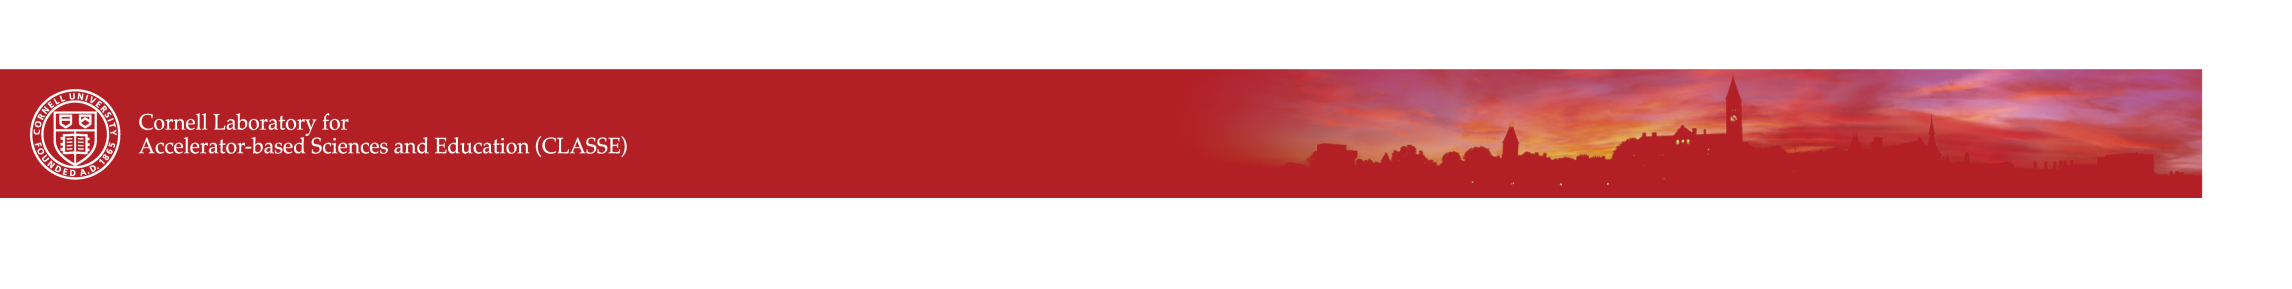 CORNELL UNIVERSITY
FOUNDED A.D. 1865
Cornell Laboratory for
Accelerator-based Sciences and Education (CLASSE)